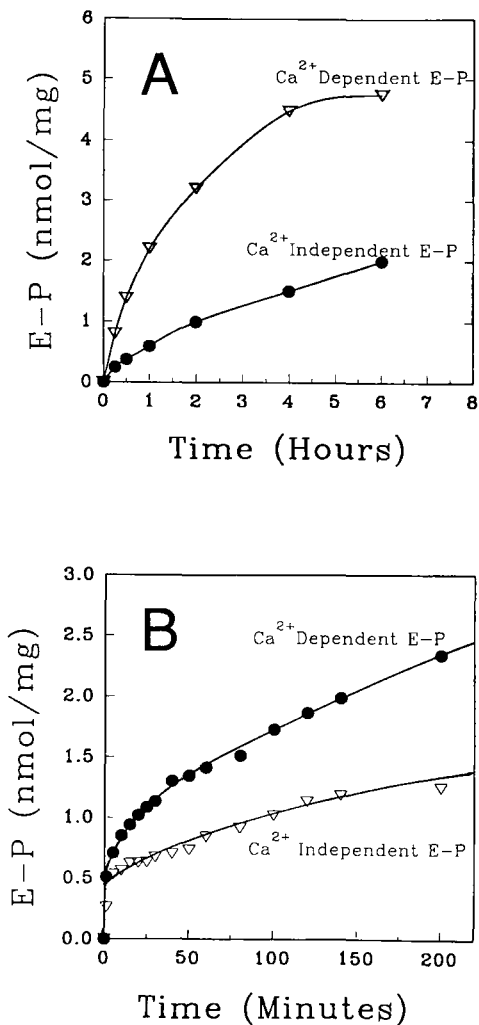 6
A
Ca2+Dependent E-P
5
4
E-P (nmol/mg)
3
Ca2+Independent E-P
2
1
0
0 1 2 3 4 5 6 7 8
Time (Hours)
3.0
B
Ca2+Dependent E-P
2.5
2.0
E-P (nmol/mg)
1.5
1.0
Ca2+ Independent E-P
0.5
0.0
0 50 100 150 200
Time (Minutes)